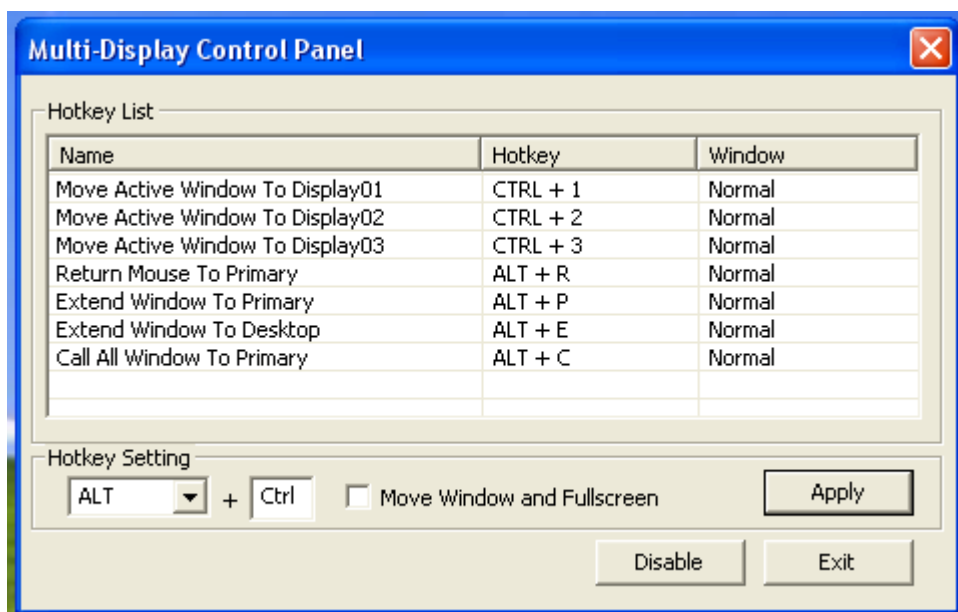 Multi-Display Control Panel
Hotkey List
Name Hotkey Window
Move Active Window To Display01 CTRL + 1 Normal
Move Active Window To Display02 CTRL + 2 Normal
Move Active Window To Display03 CTRL + 3 Normal
Return Mouse To Primary ALT + R Normal
Extend Window To Primary ALT + P Normal
Extend Window To Desktop ALT + E Normal
Call All Window To Primary ALT + C Normal
Hotkey Setting
ALT + Ctrl Move Window and Fullscreen Apply
Disable Exit